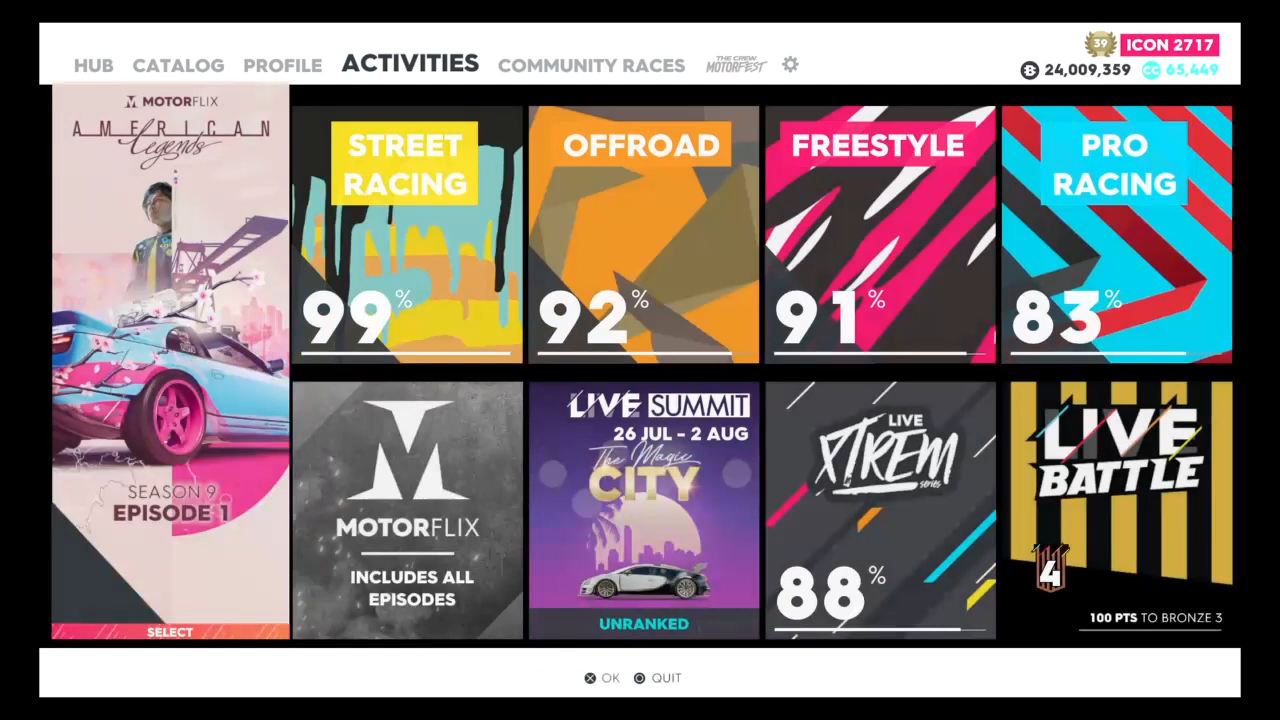 HUB CATALOG PROFILE ACTIVITIES COMMUNITY RACES THE CREW MOTORFEST
39 ICON 2717
24,009,359 CC 65,449
MOTORFLIX
AMERICAN
Legends
SEASON 9
EPISODE 1
SELECT
STREET
RACING
99%
OFFROAD
92%
FREESTYLE
91%
PRO
RACING
83%
MOTORFLIX
INCLUDES ALL
EPISODES
LIVE SUMMIT
26 JUL - 2 AUG
The Magic
CITY
UNRANKED
LIVE
XTREM
series
88%
LIVE
BATTLE
4
100 PTS TO BRONZE 3
OK QUIT